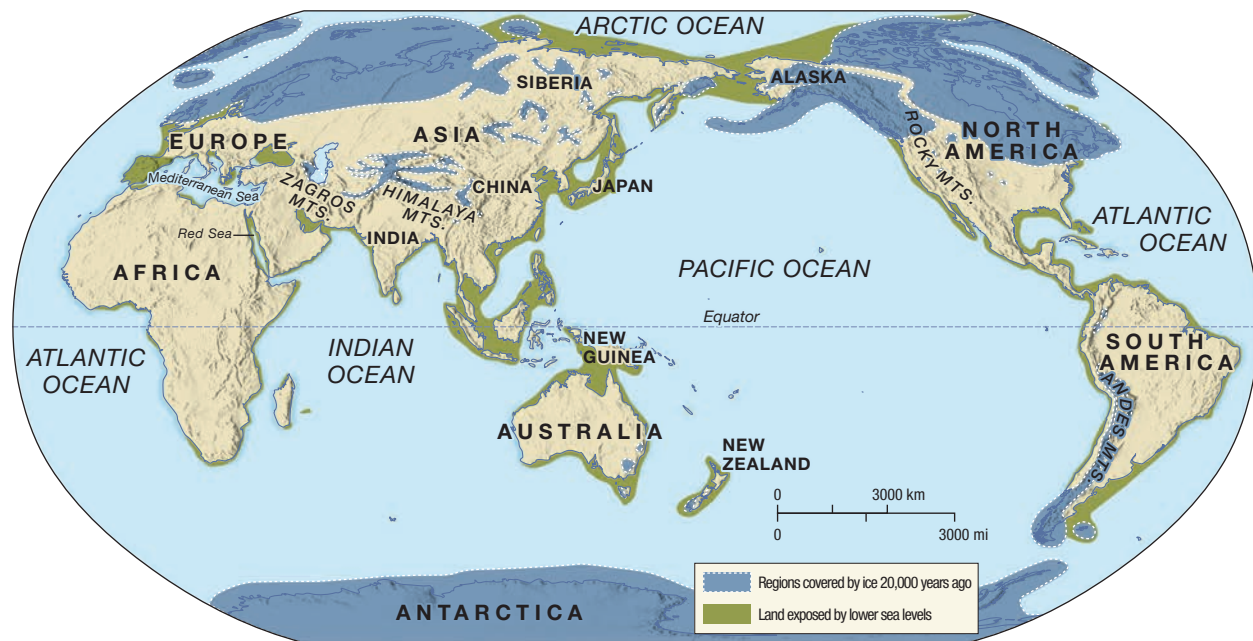 ARCTIC OCEAN
SIBERIA
ALASKA
EUROPE
ASIA
NORTH
AMERICA
ROCKY MTS.
Mediterranean Sea
ZAGROS
MTS.
HIMALAYA
MTS.
CHINA
JAPAN
ATLANTIC
OCEAN
Red Sea
INDIA
AFRICA
PACIFIC OCEAN
Equator
ATLANTIC
OCEAN
INDIAN
OCEAN
NEW
GUINEA
SOUTH
AMERICA
ANDES MTS.
AUSTRALIA
NEW
ZEALAND
0 3000 km
0 3000 mi
Regions covered by ice 20,000 years ago
Land exposed by lower sea levels
ANTARCTICA